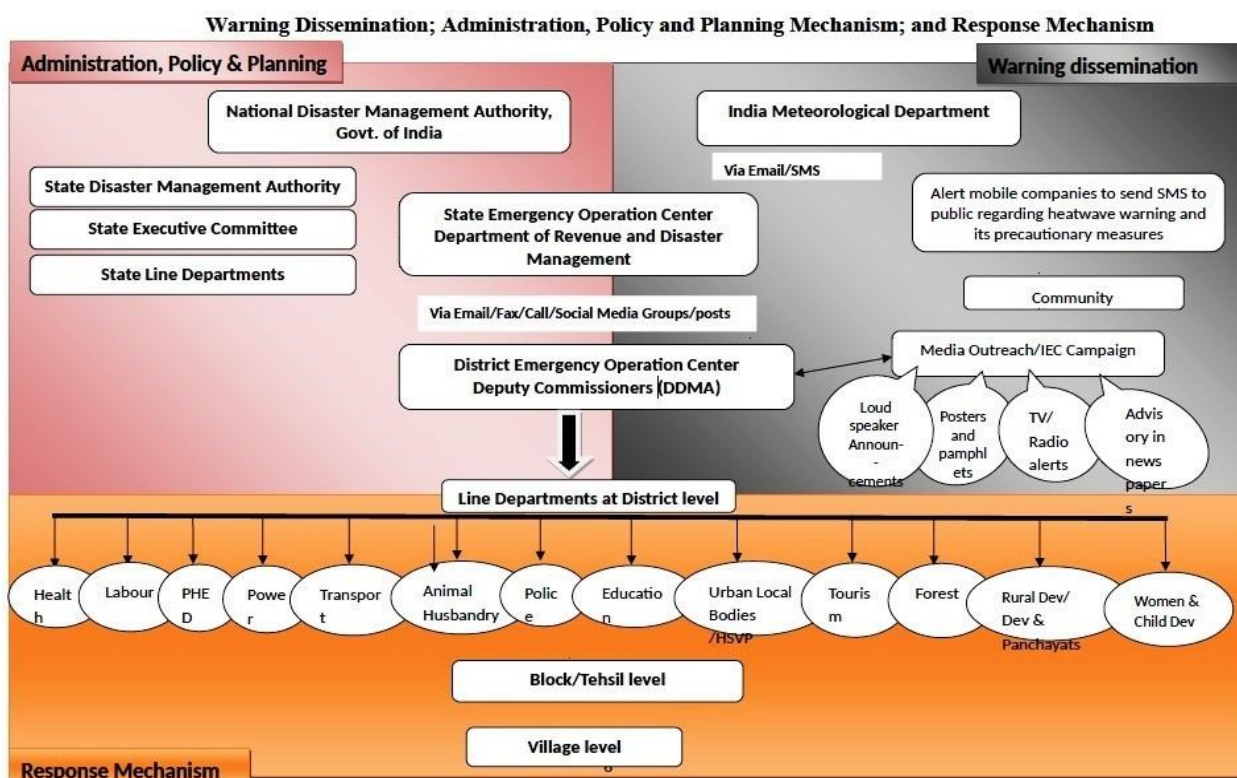 Warning Dissemination; Administration, Policy and Planning Mechanism; and Response Mechanism
Administration, Policy & Planning
Warning dissemination
National Disaster Management Authority,
Govt. of India
India Meteorological Department
Via Email/SMS
State Disaster Management Authority
State Executive Committee
State Line Departments
State Emergency Operation Center
Department of Revenue and Disaster
Management
Alert mobile companies to send SMS to
public regarding heatwave warning and
its precautionary measures
Community
Via Email/Fax/Call/Social Media Groups/posts
District Emergency Operation Center
Deputy Commissioners (DDMA)
Media Outreach/IEC Campaign
Loud
speaker
Announ-
-
cements
Posters
and
pamphl
ets
TV/
Radio
alerts
Advis
ory in
news
paper
s
Line Departments at District level
Healt
h
Labour
PHE
D
Powe
r
Transpor
t
Animal
Husbandry
Polic
e
Educatio
n
Urban Local
Bodies
/HSVP
Touris
m
Forest
Rural Dev/
Dev &
Panchayats
Women &
Child Dev
Block/Tehsil level
Village level
Response Mechanism